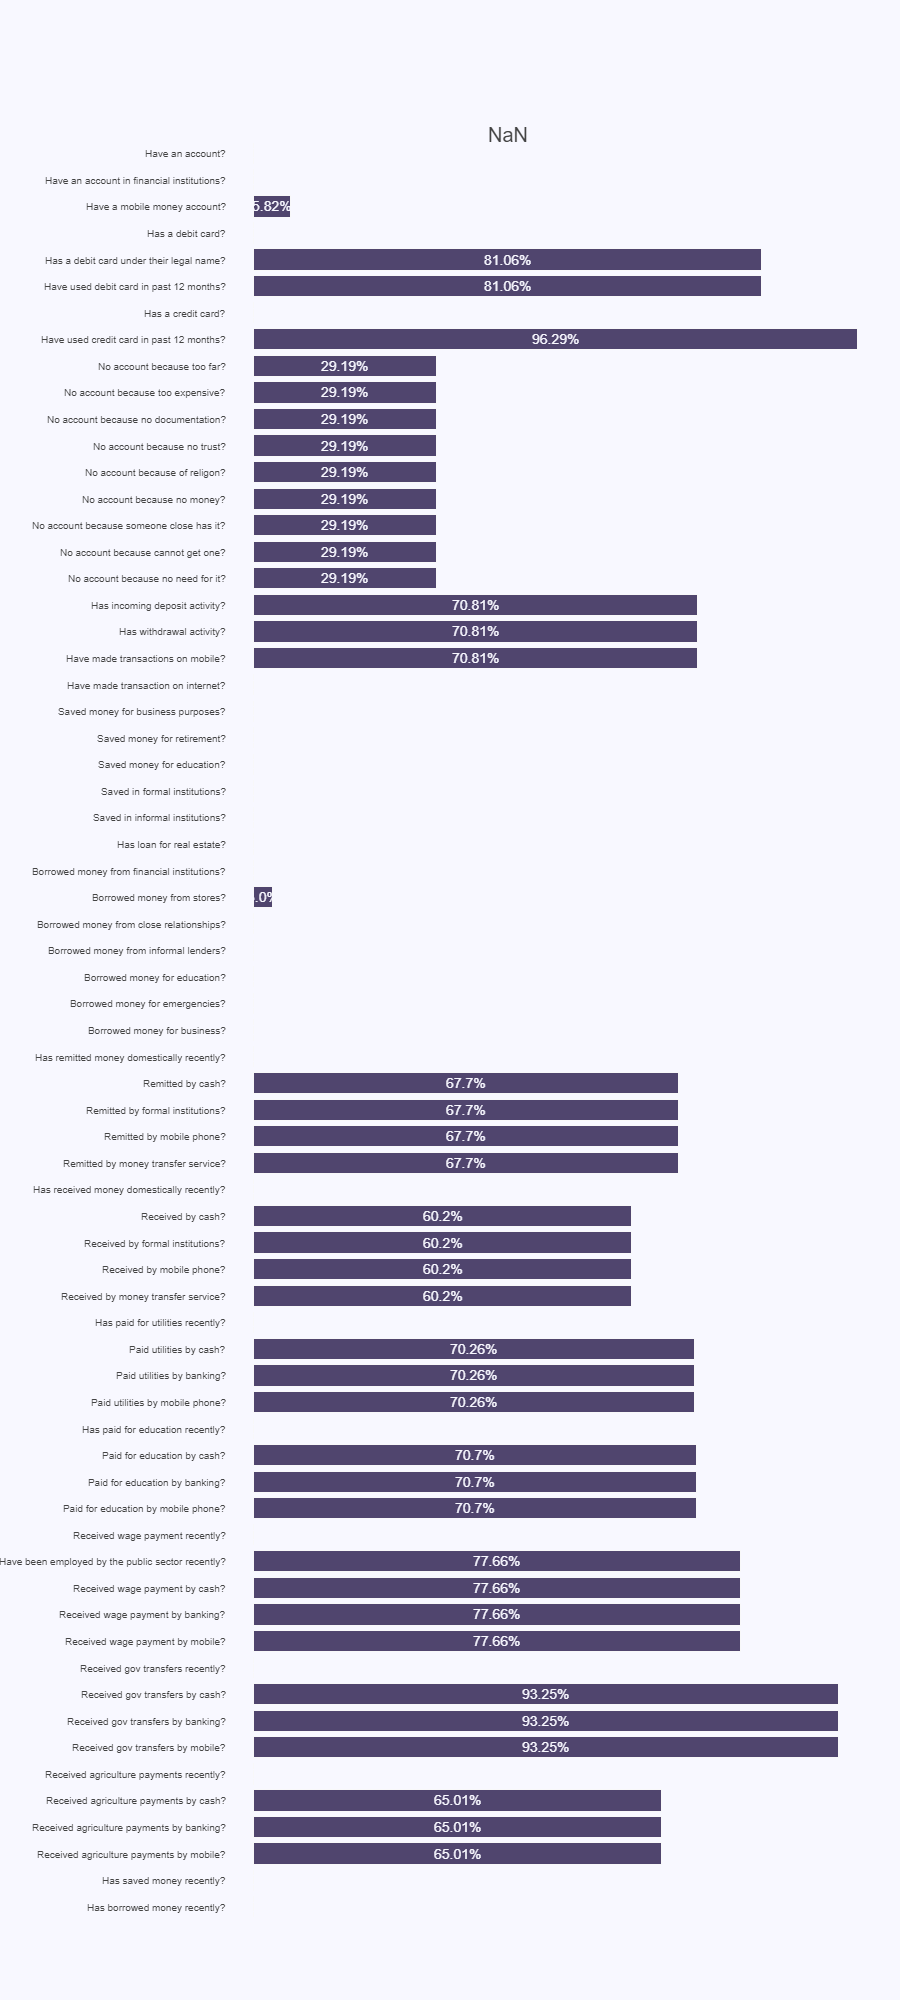 NaN
Have an account?
Have an account in financial institutions?
Have a mobile money account? 5.82%
Has a debit card?
Has a debit card under their legal name? 81.06%
Have used debit card in past 12 months? 81.06%
Has a credit card?
Have used credit card in past 12 months? 96.29%
No account because too far? 29.19%
No account because too expensive? 29.19%
No account because no documentation? 29.19%
No account because no trust? 29.19%
No account because of religon? 29.19%
No account because no money? 29.19%
No account because someone close has it? 29.19%
No account because cannot get one? 29.19%
No account because no need for it? 29.19%
Has incoming deposit activity? 70.81%
Has withdrawal activity? 70.81%
Have made transactions on mobile? 70.81%
Have made transaction on internet?
Saved money for business purposes?
Saved money for retirement?
Saved money for education?
Saved in formal institutions?
Saved in informal institutions?
Has loan for real estate?
Borrowed money from financial institutions?
Borrowed money from stores?
Borrowed money from close relationships?
Borrowed money from informal lenders?
Borrowed money for education?
Borrowed money for emergencies?
Borrowed money for business?
Has remitted money domestically recently?
Remitted by cash? 67.7%
Remitted by formal institutions? 67.7%
Remitted by mobile phone? 67.7%
Remitted by money transfer service? 67.7%
Has received money domestically recently?
Received by cash? 60.2%
Received by formal institutions? 60.2%
Received by mobile phone? 60.2%
Received by money transfer service? 60.2%
Has paid for utilities recently?
Paid utilities by cash? 70.26%
Paid utilities by banking? 70.26%
Paid utilities by mobile phone? 70.26%
Has paid for education recently?
Paid for education by cash? 70.7%
Paid for education by banking? 70.7%
Paid for education by mobile phone? 70.7%
Received wage payment recently?
Have been employed by the public sector recently? 77.66%
Received wage payment by cash? 77.66%
Received wage payment by banking? 77.66%
Received wage payment by mobile? 77.66%
Received gov transfers recently?
Received gov transfers by cash? 93.25%
Received gov transfers by banking? 93.25%
Received gov transfers by mobile? 93.25%
Received agriculture payments recently?
Received agriculture payments by cash? 65.01%
Received agriculture payments by banking? 65.01%
Received agriculture payments by mobile? 65.01%
Has saved money recently?
Has borrowed money recently?